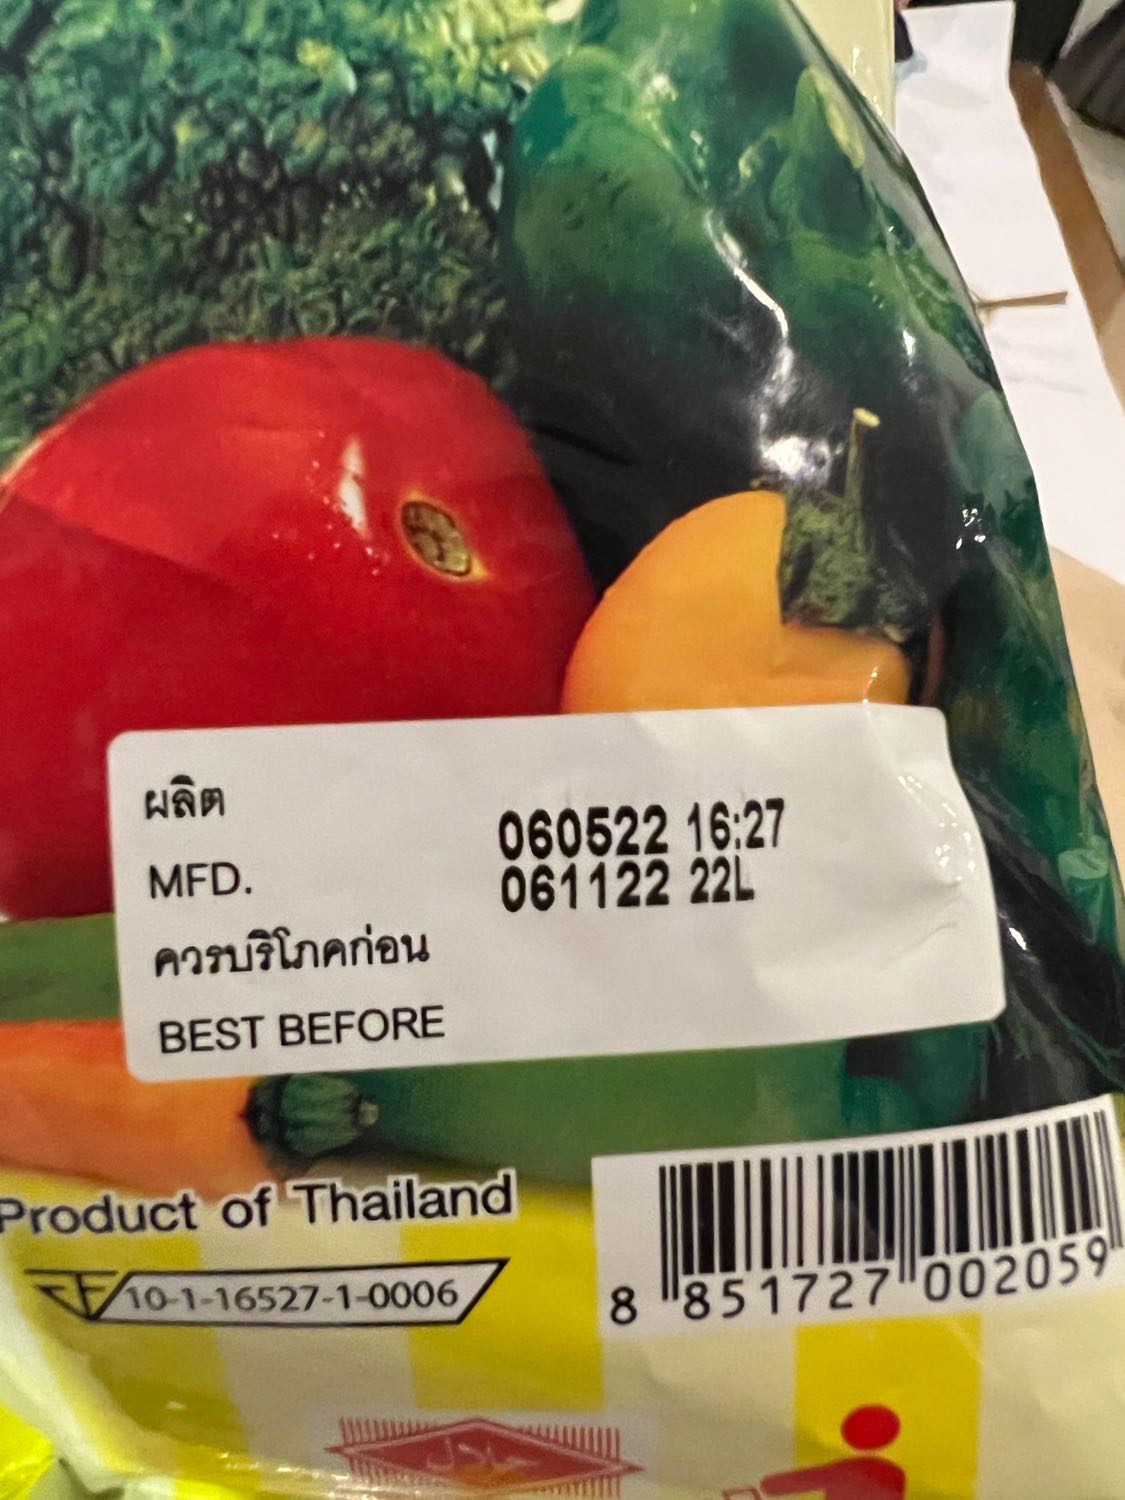 ผลิต
060522 16:27
MFD.
061122 22L
ควรบริโภคก่อน
BEST BEFORE
Product of Thailand
10-1-16527-1-0006
8 851727 002059
حلال